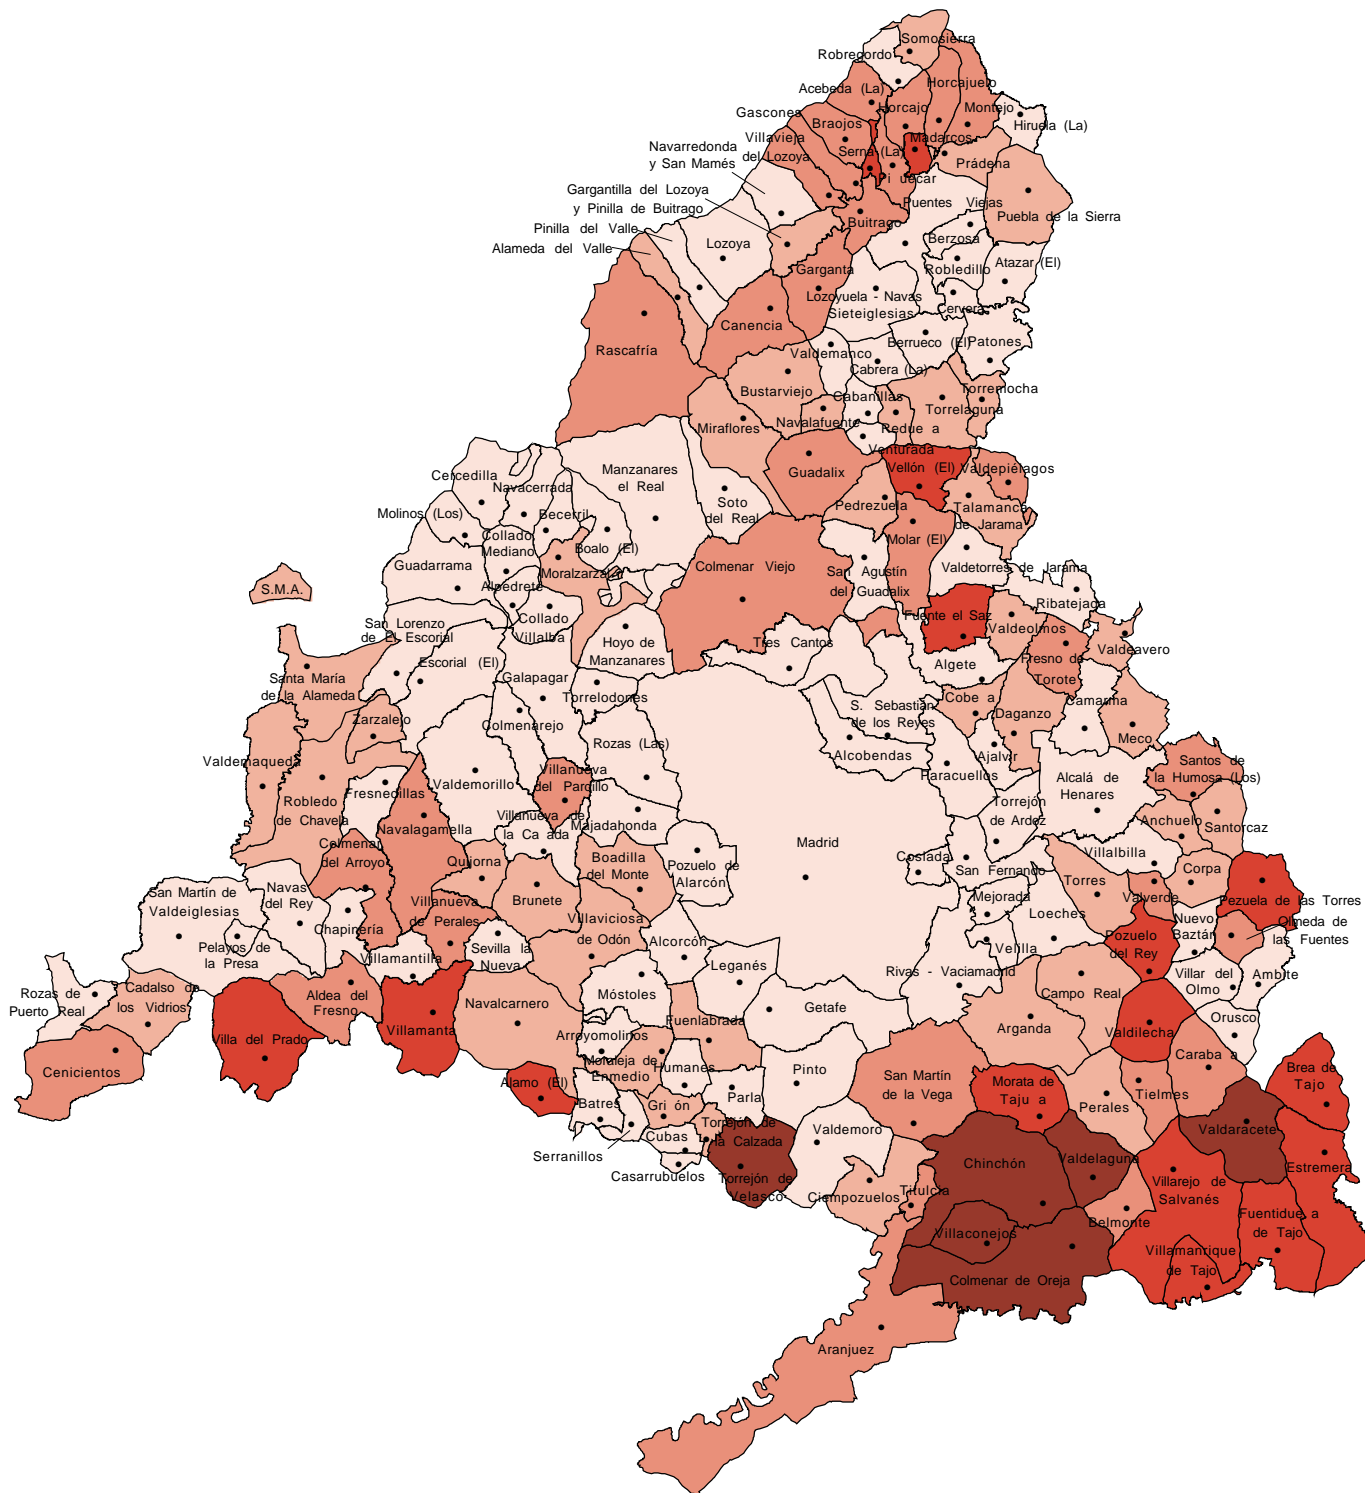 Somosierra
Robregordo
Acebeda (La)
Horcajuelo
Gascones
Horcajo
Montejo
Braojos
Hiruela (La)
Villavieja
del Lozoya
Madarcos
Navarredonda
y San Mamés
Serna (La)
Prádena
Pi uécar
Gargantilla del Lozoya
y Pinilla de Buitrago
Puentes Viejas
Puebla de la Sierra
Pinilla del Valle
Buitrago
Alameda del Valle
Lozoya
Berzosa
Robledillo
Atazar (El)
Garganta
Lozoyuela - Navas
Sieteiglesias
Cervera
Canencia
Rascafría
Valdemanco
Berrueco (El)
Patones
Cabrera (La)
Bustarviejo
Torremocha
Cabanillas
Torrelaguna
Miraflores
Navalafuente
Redue a
Venturada
Manzanares
el Real
Guadalix
Vellón (El)
Valdepiélagos
Cercedilla
Navacerrada
Soto
del Real
Pedrezuela
Talamanca
de Jarama
Molinos (Los)
Becerril
Collado
Mediano
Boalo (El)
Molar (El)
Guadarrama
Moralzarzal
Colmenar Viejo
San
Agustín
del Guadalix
Valdetorres de Jarama
S.M.A.
Alpedrete
Ribatejada
San Lorenzo
de El Escorial
Collado
Villalba
Fuente el Saz
Valdeolmos
Hoyo de
Manzanares
Tres Cantos
Valdeavero
Escorial (El)
Algete
Fresno de
Torote
Santa María
de la Alameda
Galapagar
Torrelodones
Camarma
Zarzalejo
Colmenarejo
S. Sebastián
de los Reyes
Cobe a
Daganzo
Meco
Rozas (Las)
Alcobendas
Ajalvir
Valdemaqueda
Paracuellos
Santos de
la Humosa (Los)
Valdemorillo
Villanueva
del Pardillo
Alcalá de
Henares
Fresnedillas
Robledo
de Chavela
Torrejón
de Ardoz
Anchuelo
Santorcaz
Navalagamella
Villanueva de
la Ca ada
Majadahonda
Madrid
Colmenar
del Arroyo
Villalbilla
Quijorna
Boadilla
del Monte
Pozuelo de
Alarcón
Coslada
San Fernando
Corpa
San Martín de
Valdeiglesias
Navas
del Rey
Torres
Mejorada
Valverde
Pezuela de las Torres
Villanueva
de Perales
Brunete
Villaviciosa
de Odón
Loeches
Nuevo
Baztán
Olmeda de
las Fuentes
Chapinería
Sevilla la
Nueva
Alcorcón
Velilla
Pozuelo
del Rey
Pelayos de
la Presa
Villamantilla
Leganés
Rivas - Vaciamadrid
Villar del
Olmo
Ambite
Rozas de
Puerto Real
Cadalso de
los Vidrios
Aldea del
Fresno
Navalcarnero
Móstoles
Getafe
Campo Real
Orusco
Villa del Prado
Villamanta
Fuenlabrada
Arganda
Valdilecha
Arroyomolinos
Caraba a
Cenicientos
Moraleja de
Enmedio
Humanes
Pinto
San Martín
de la Vega
Brea de
Tajo
Alamo (El)
Morata de
Taju a
Tielmes
Batres
Gri ón
Parla
Perales
Valdemoro
Valdaracete
Cubas
Torrejón de
la Calzada
Serranillos
Chinchón
Valdelaguna
Estremera
Casarrubuelos
Torrejón de
Velasco
Ciempozuelos
Titulcia
Villarejo de
Salvanés
Belmonte
Fuentidue a
de Tajo
Villaconejos
Villamanrique
de Tajo
Colmenar de Oreja
Aranjuez